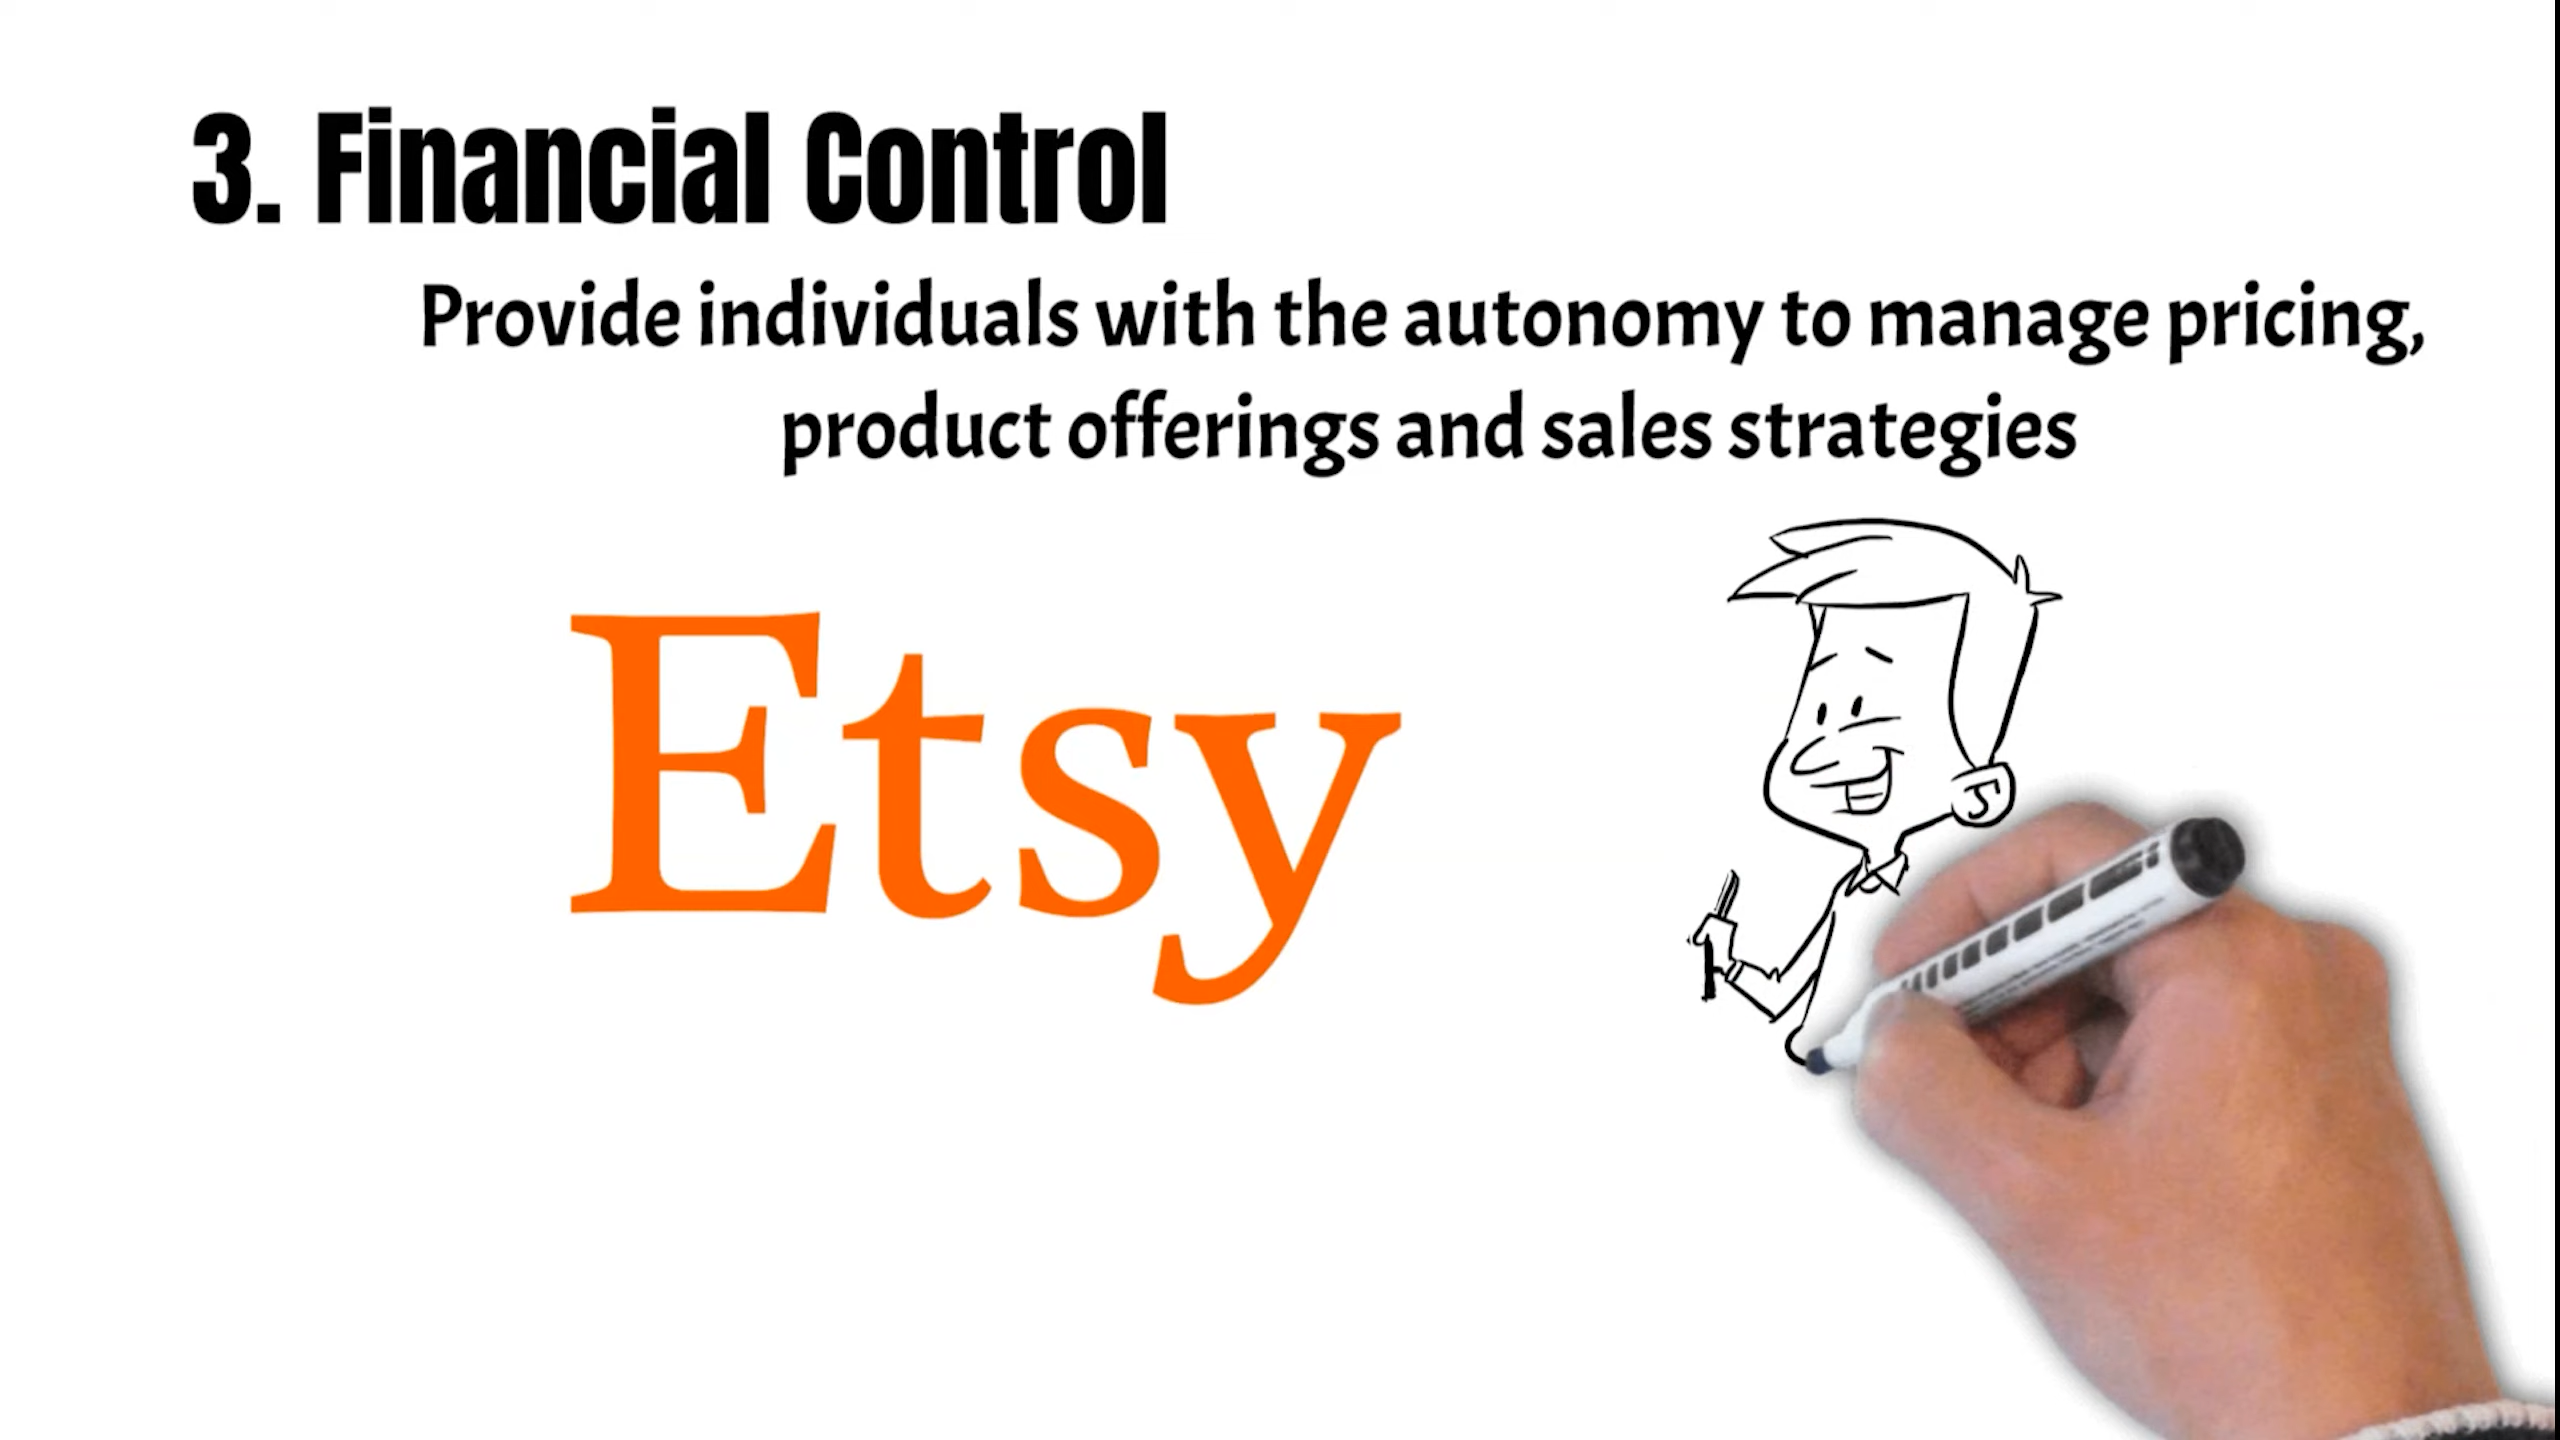 3. Financial Control
Provide individuals with the autonomy to manage pricing,
product offerings and sales strategies
Etsy